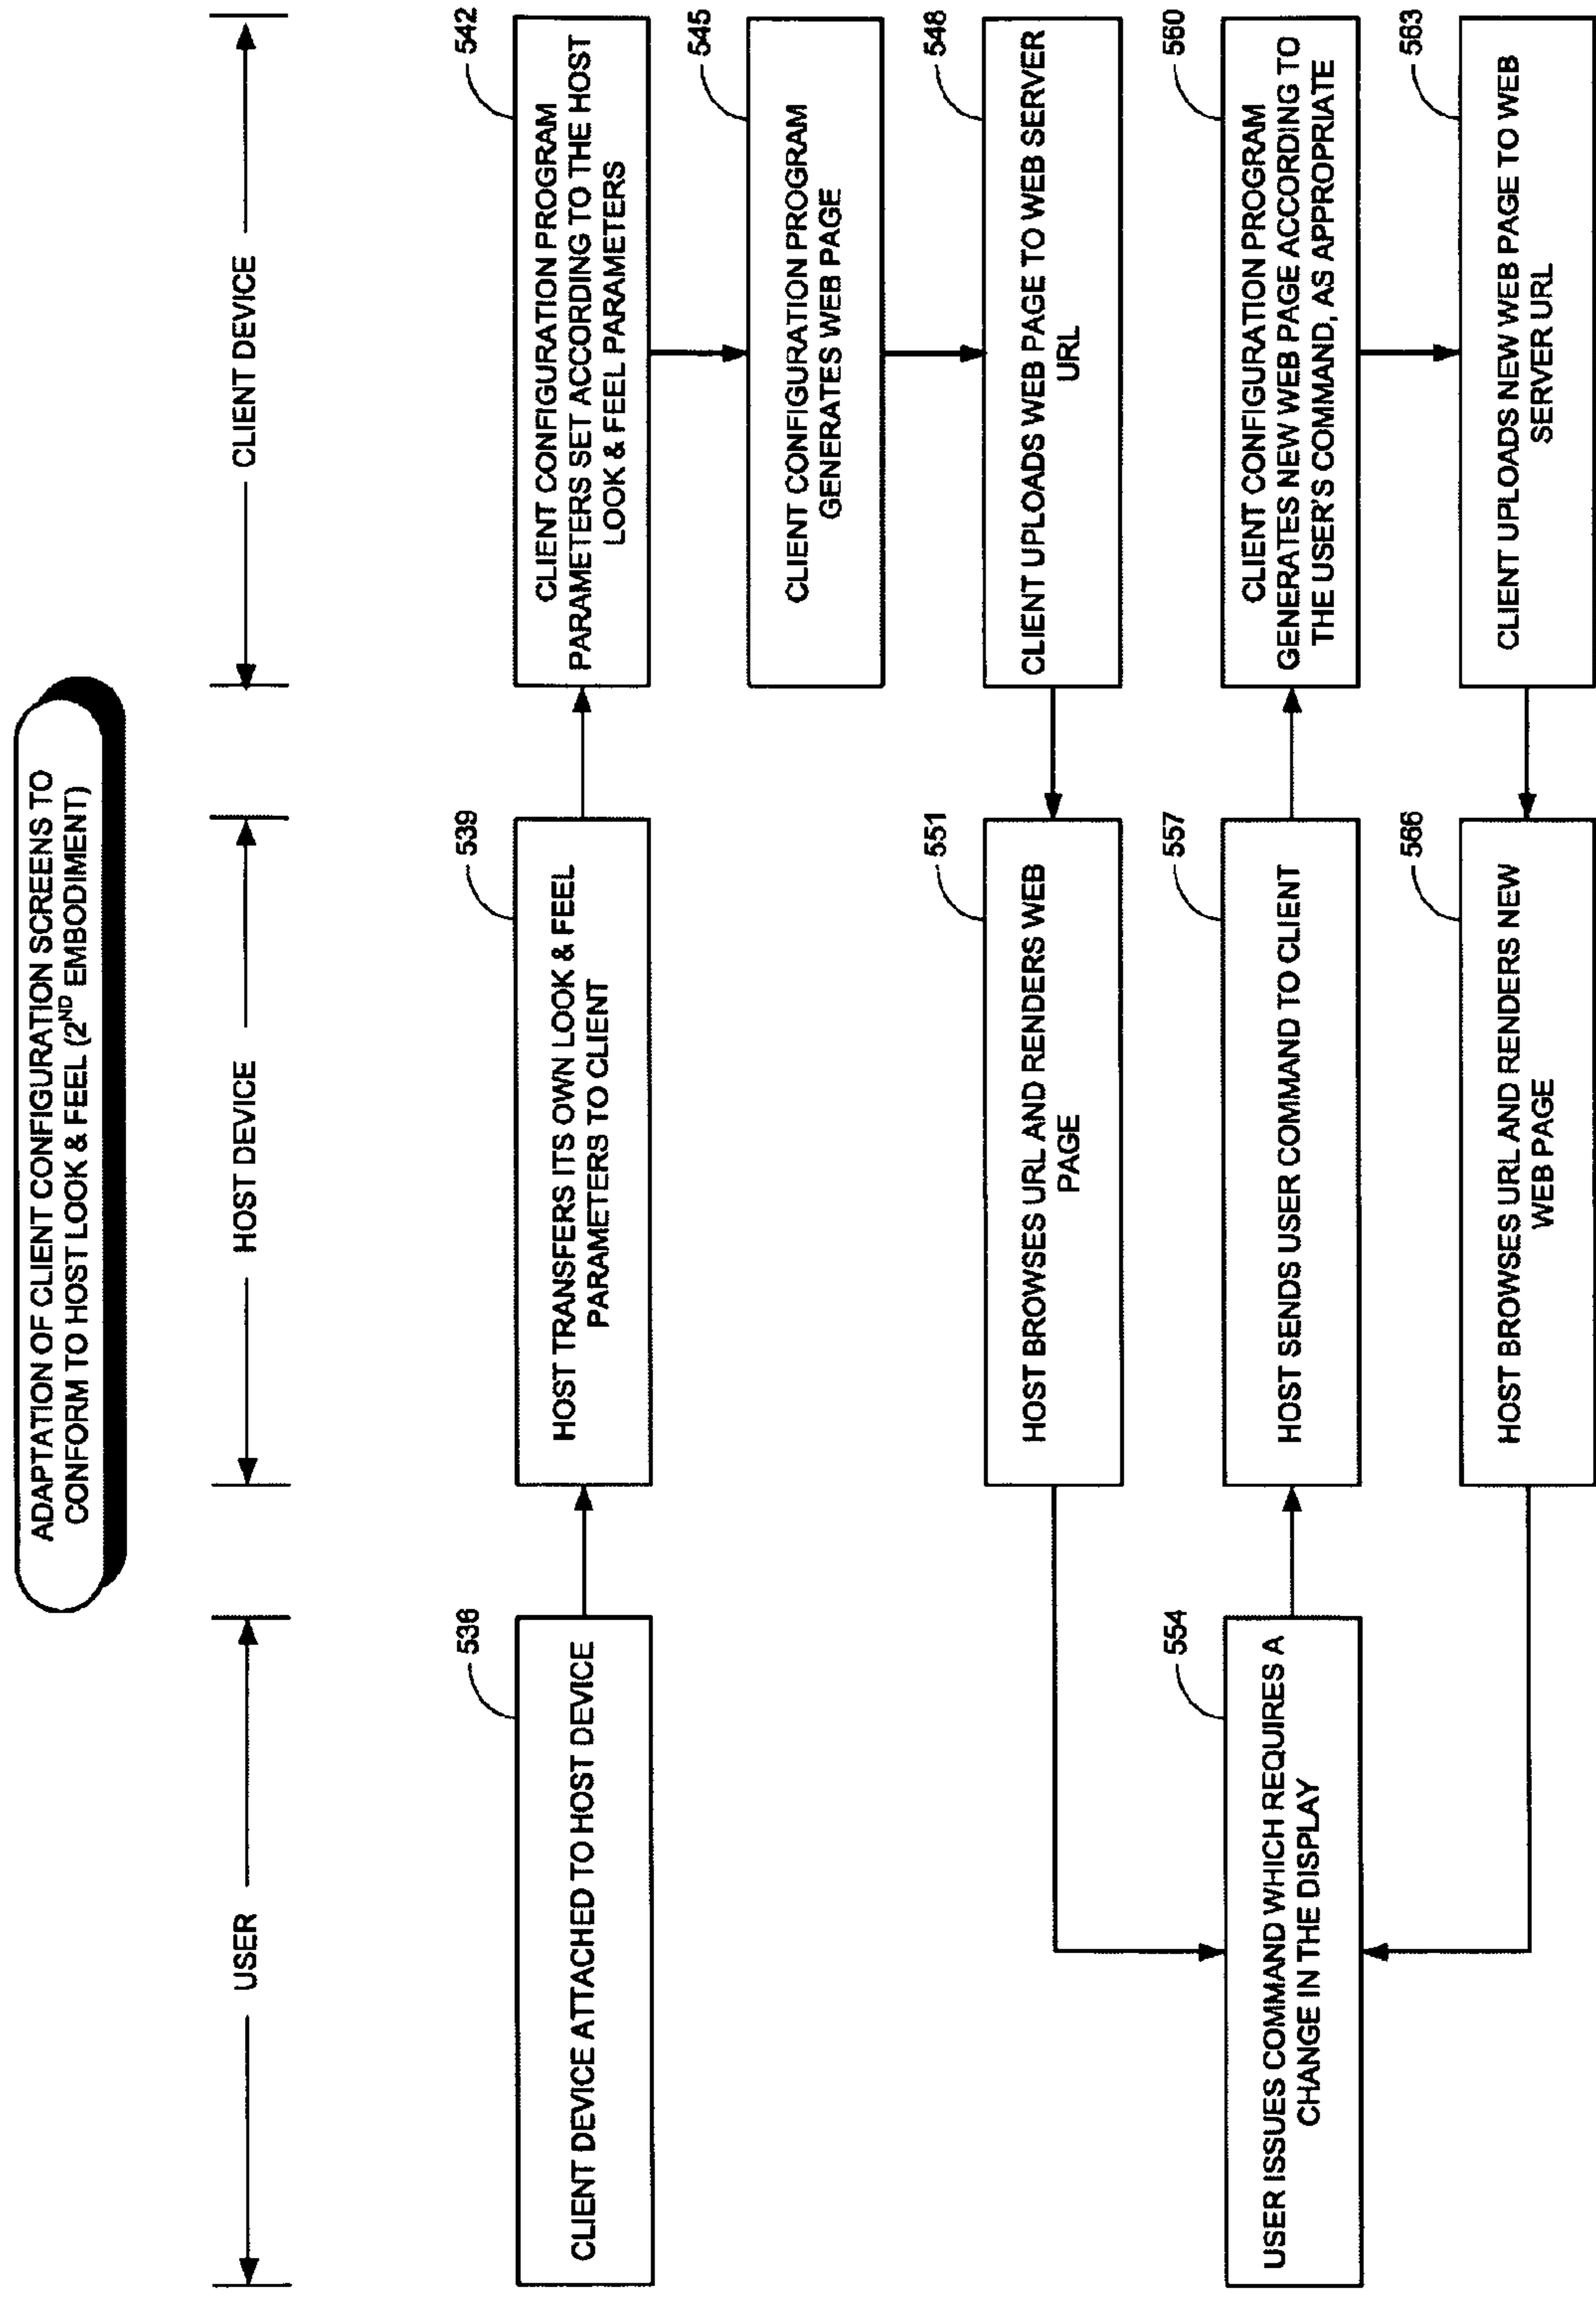 ADAPTATION OF CLIENT CONFIGURATION SCREENS TO
CONFORM TO HOST LOOK & FEEL (2ND EMBODIMENT)
USER
HOST DEVICE
CLIENT DEVICE
536
CLIENT DEVICE ATTACHED TO HOST DEVICE
539
HOST TRANSFERS ITS OWN LOOK & FEEL
PARAMETERS TO CLIENT
542
CLIENT CONFIGURATION PROGRAM
PARAMETERS SET ACCORDING TO THE HOST
LOOK & FEEL PARAMETERS
545
CLIENT CONFIGURATION PROGRAM
GENERATES WEB PAGE
548
CLIENT UPLOADS WEB PAGE TO WEB SERVER
URL
551
HOST BROWSES URL AND RENDERS WEB
PAGE
554
USER ISSUES COMMAND WHICH REQUIRES A
CHANGE IN THE DISPLAY
557
HOST SENDS USER COMMAND TO CLIENT
560
CLIENT CONFIGURATION PROGRAM
GENERATES NEW WEB PAGE ACCORDING TO
THE USER'S COMMAND, AS APPROPRIATE
563
CLIENT UPLOADS NEW WEB PAGE TO WEB
SERVER URL
566
HOST BROWSES URL AND RENDERS NEW
WEB PAGE